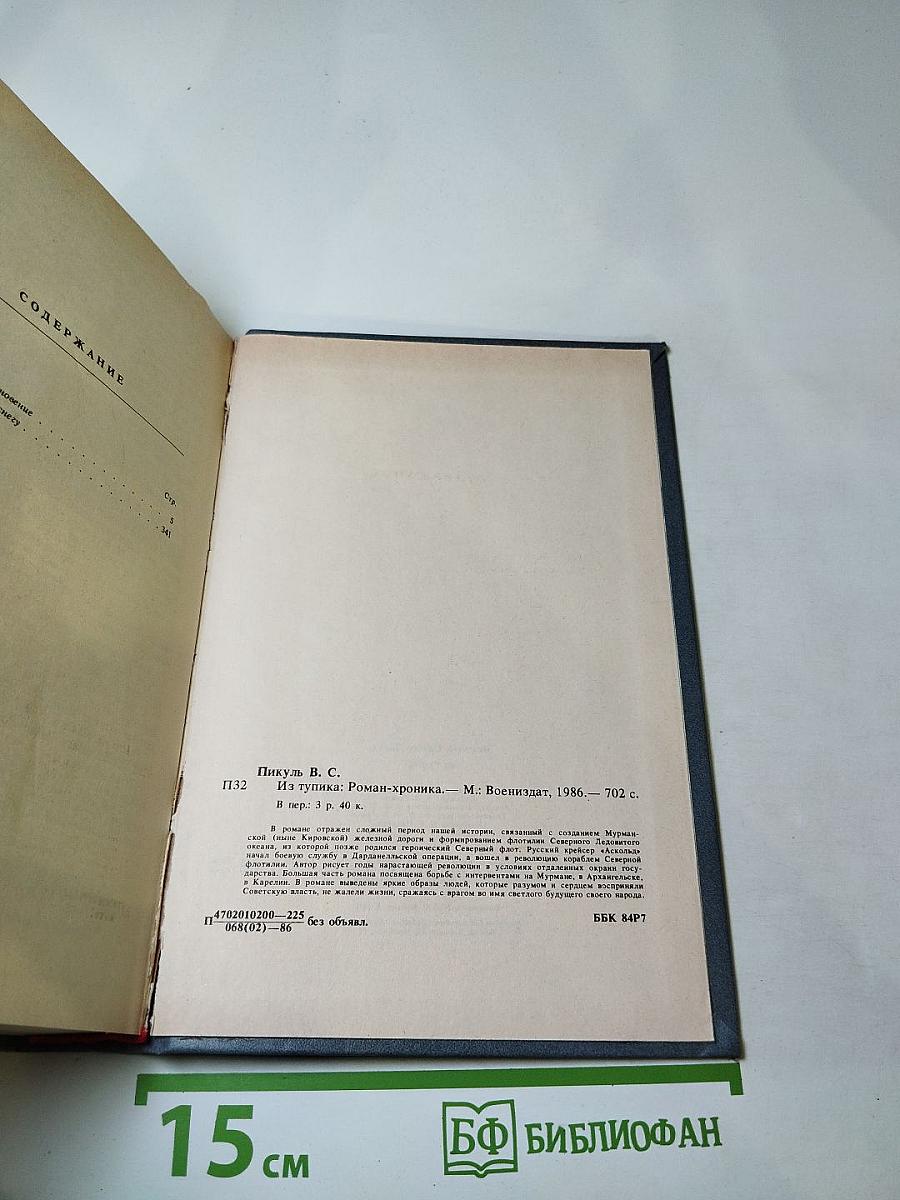 СОДЕРЖАНИЕ
Стр.
5
341
Пикуль В. С.
П32 Из тупика: Роман-хроника.— М.: Воениздат, 1986.— 702 с.
В пер.: 3 р. 40 к.
В романе отражен сложный период нашей истории, связанный с созданием Мурман-
ской (ныне Кировской) железной дороги и формированием флотилии Северного Ледовитого
океана, из которой позже родился героический Северный флот. Русский крейсер «Аскольд»
начал боевую службу в Дарданелльской операции, а вошел в революцию кораблем Северной
флотилии. Автор рисует годы нарастающей революции в условиях отдаленных окраин госу-
дарства. Большая часть романа посвящена борьбе с интервентами на Мурмане, в Архангельске,
в Карелии. В романе выведены яркие образы людей, которые разумом и сердцем восприняли
Советскую власть, не жалели жизни, сражаясь с врагом во имя светлого будущего своего народа.
П 4702010200—225 без объявл. ББК 84Р7
068(02)—86
15 см
БФ БИБЛИОФАН